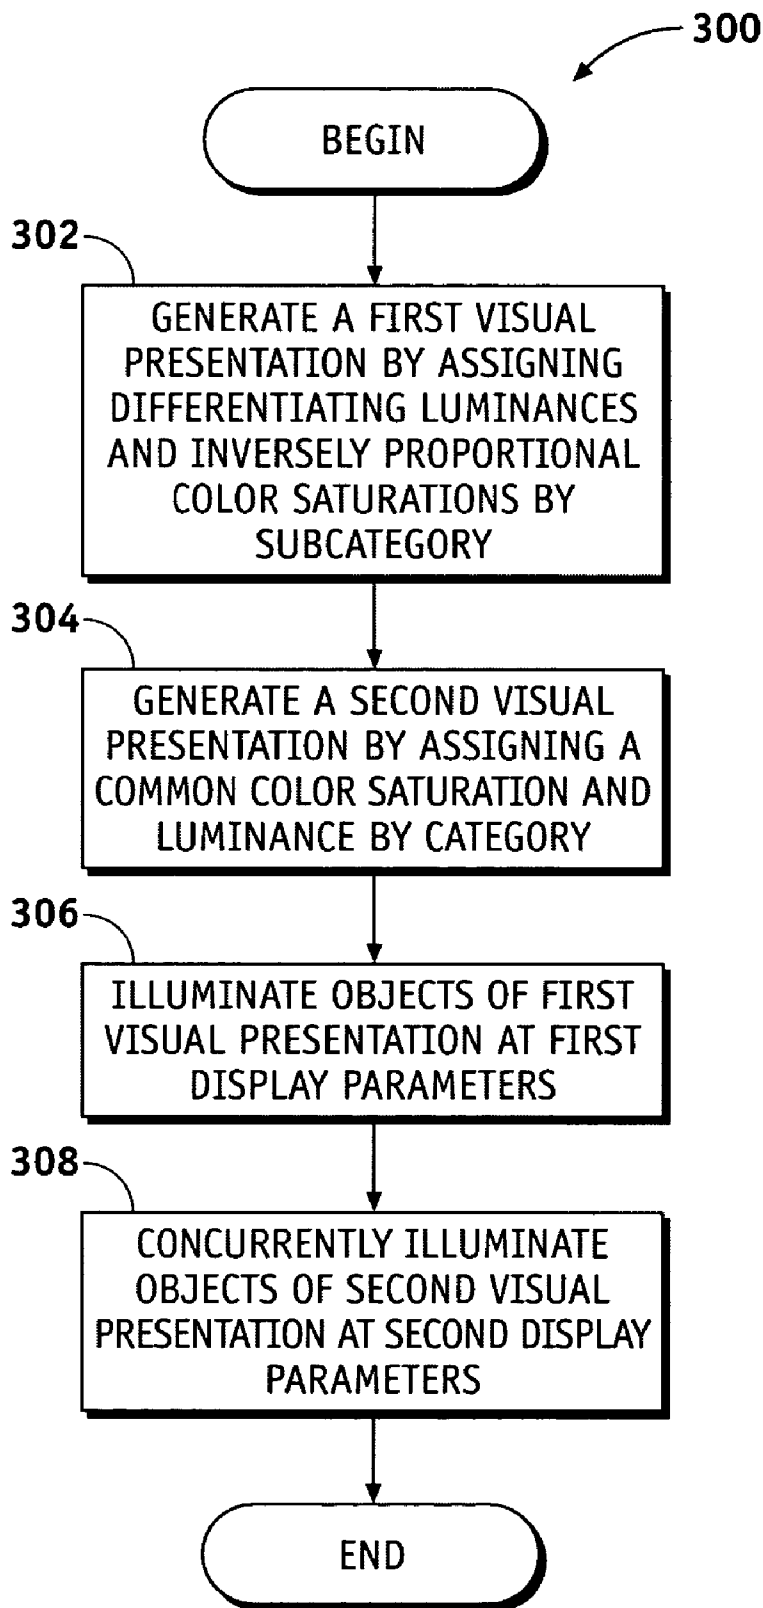 300
BEGIN
302
GENERATE A FIRST VISUAL
PRESENTATION BY ASSIGNING
DIFFERENTIATING LUMINANCES
AND INVERSELY PROPORTIONAL
COLOR SATURATIONS BY
SUBCATEGORY
304
GENERATE A SECOND VISUAL
PRESENTATION BY ASSIGNING A
COMMON COLOR SATURATION AND
LUMINANCE BY CATEGORY
306
ILLUMINATE OBJECTS OF FIRST
VISUAL PRESENTATION AT FIRST
DISPLAY PARAMETERS
308
CONCURRENTLY ILLUMINATE
OBJECTS OF SECOND VISUAL
PRESENTATION AT SECOND DISPLAY
PARAMETERS
END